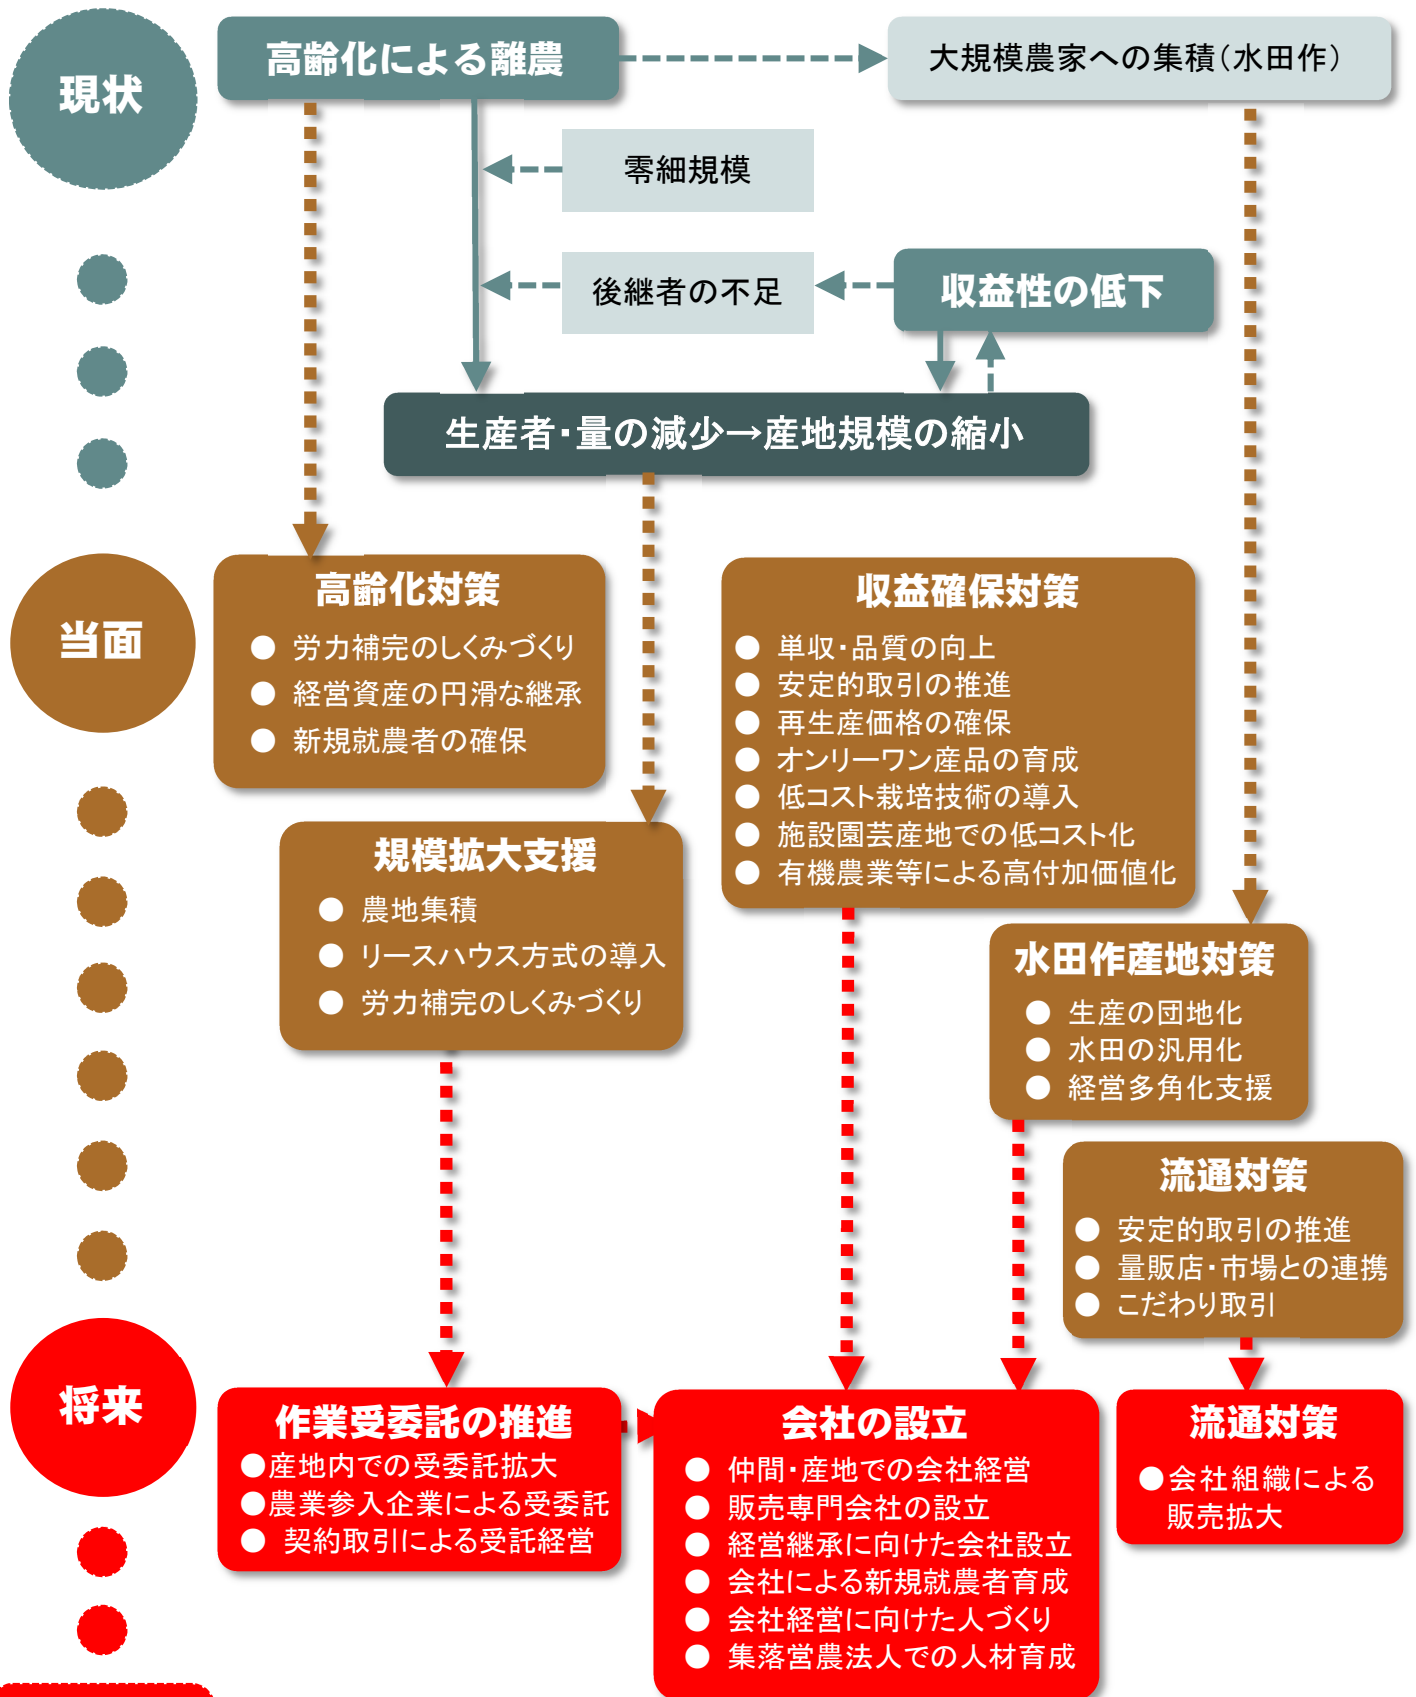 現状
高齢化による離農
大規模農家への集積（水田作）
零細規模
後継者の不足
収益性の低下
生産者・量の減少→産地規模の縮小
当面
高齢化対策
● 労力補完のしくみづくり
● 経営資産の円滑な継承
● 新規就農者の確保
収益確保対策
● 単収・品質の向上
● 安定的取引の推進
● 再生産価格の確保
● オンリーワン産品の育成
● 低コスト栽培技術の導入
● 施設園芸産地での低コスト化
● 有機農業等による高付加価値化
規模拡大支援
● 農地集積
● リースハウス方式の導入
● 労力補完のしくみづくり
水田作産地対策
● 生産の団地化
● 水田の汎用化
● 経営多角化支援
流通対策
● 安定的取引の推進
● 量販店・市場との連携
● こだわり取引
将来
作業受委託の推進
●産地内での受委託拡大
●農業参入企業による受委託
● 契約取引による受託経営
会社の設立
● 仲間・産地での会社経営
● 販売専門会社の設立
● 経営継承に向けた会社設立
● 会社による新規就農者育成
● 会社経営に向けた人づくり
● 集落営農法人での人材育成
流通対策
●会社組織による
販売拡大